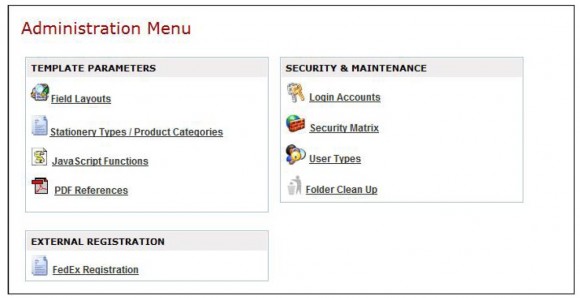 Administration Menu
TEMPLATE PARAMETERS
Field Layouts
Stationery Types / Product Categories
JavaScript Functions
PDF References
SECURITY & MAINTENANCE
Login Accounts
Security Matrix
User Types
Folder Clean Up
EXTERNAL REGISTRATION
FedEx Registration